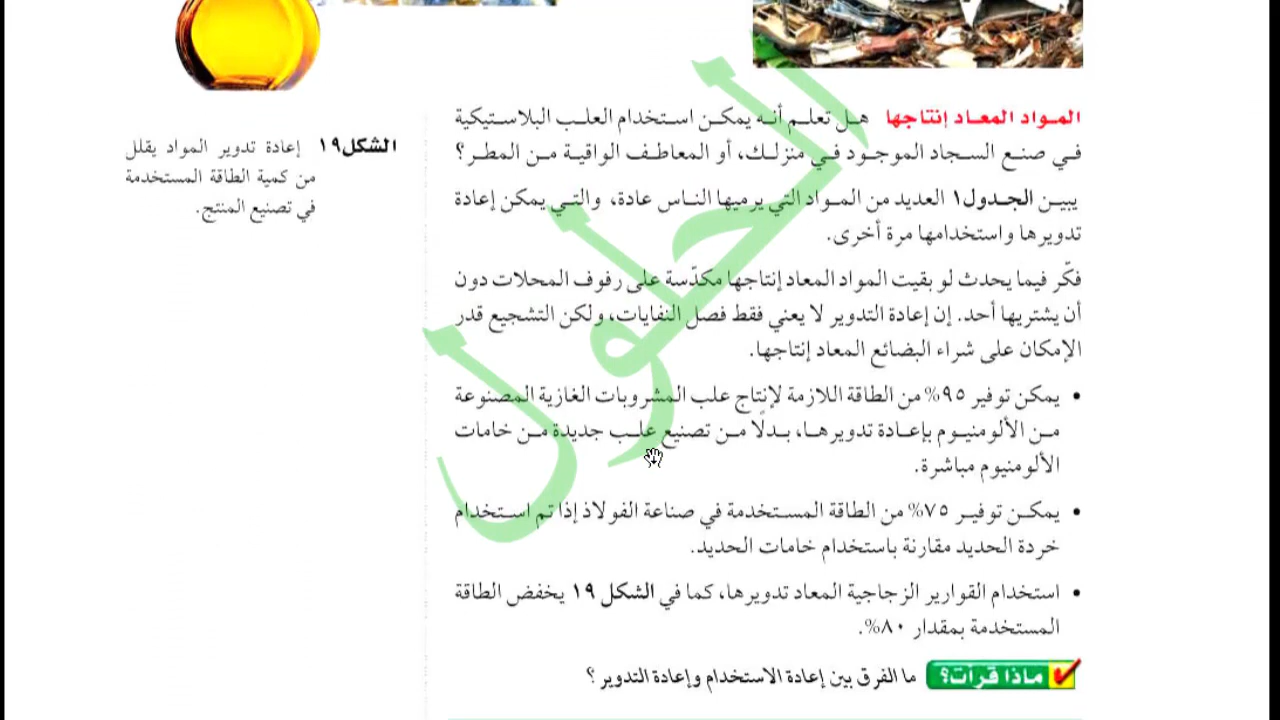 المواد المعاد إنتاجها هل تعلم أنه يمكن استخدام العلب البلاستيكية
في صنع السجاد الموجود في منزلك، أو المعاطف الواقية من المطر؟
يبين الجدول ١ العديد من المواد التي يرميها الناس عادة، والتي يمكن إعادة
تدويرها واستخدامها مرة أخرى.
فكّر فيما يحدث لو بقيت المواد المعاد إنتاجها مكدّسة على رفوف المحلات دون
أن يشتريها أحد. إن إعادة التدوير لا يعني فقط فصل النفايات، ولكن التشجيع قدر
الإمكان على شراء البضائع المعاد إنتاجها.
• يمكن توفير ٩٥% من الطاقة اللازمة لإنتاج علب المشروبات الغازية المصنوعة
من الألومنيوم بإعادة تدويرها، بدلًا من تصنيع علب جديدة من خامات
الألومنيوم مباشرة.
• يمكن توفير ٧٥% من الطاقة المستخدمة في صناعة الفولاذ إذا تم استخدام
خردة الحديد مقارنة باستخدام خامات الحديد.
• استخدام القوارير الزجاجية المعاد تدويرها، كما في الشكل ١٩ يخفض الطاقة
المستخدمة بمقدار ٨٠%.
ماذا قرأت؟ ما الفرق بين إعادة الاستخدام وإعادة التدوير؟
الشكل ١٩ إعادة تدوير المواد يقلل
من كمية الطاقة المستخدمة
في تصنيع المنتج.
الحلول